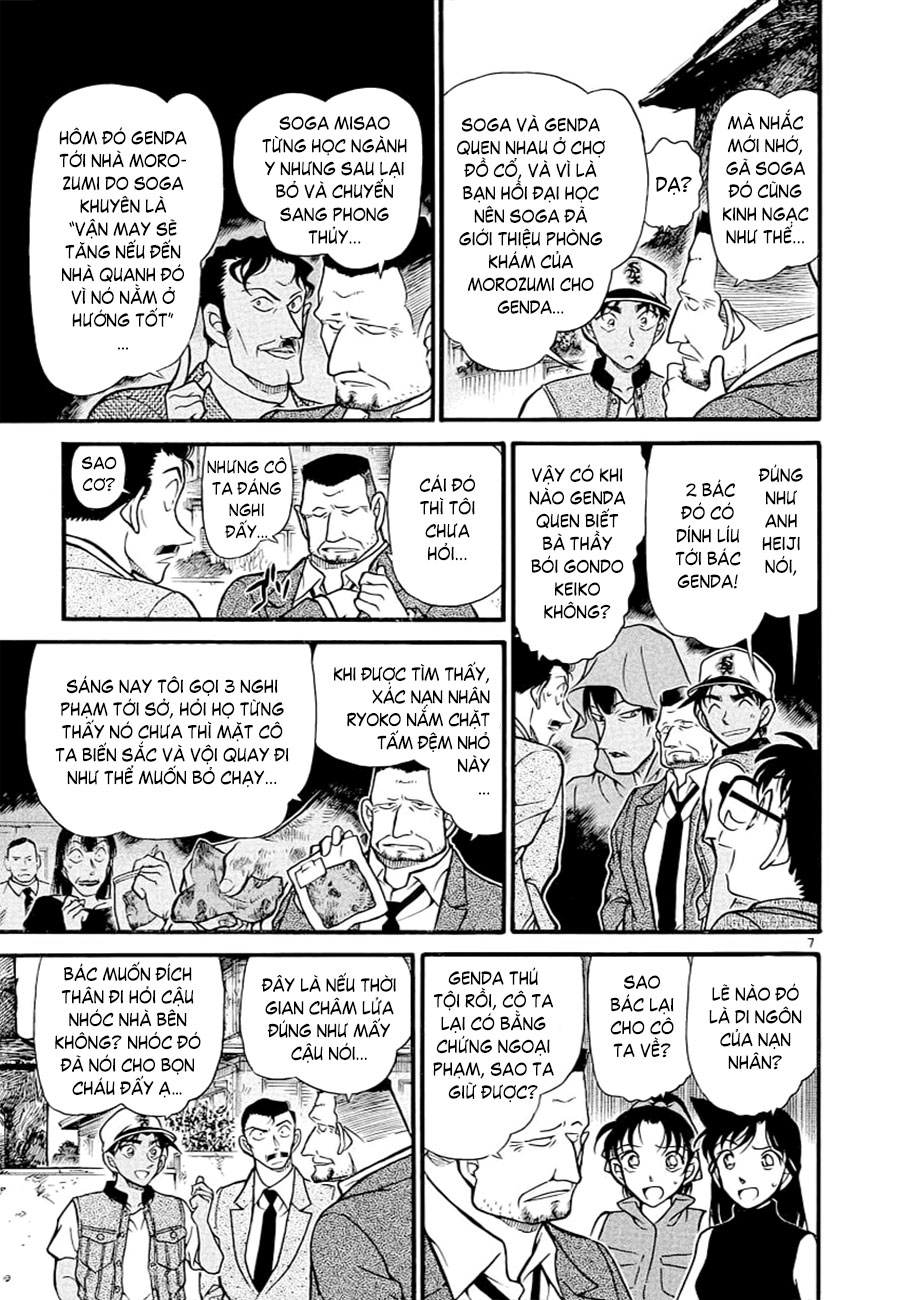 MÀ NHẮC
MỚI NHỚ,
GÃ SOGA
ĐÓ CŨNG
KINH NGẠC
NHƯ THẾ...
DẠ?
SOGA VÀ GENDA
QUEN NHAU Ở CHỢ
ĐỒ CỔ, VÀ VÌ LÀ
BẠN HỒI ĐẠI HỌC
NÊN SOGA ĐÃ
GIỚI THIỆU PHÒNG
KHÁM CỦA
MOROZUMI CHO
GENDA...
SOGA MISAO
TỪNG HỌC NGÀNH
Y NHƯNG SAU LẠI
BỎ VÀ CHUYỂN
SANG PHONG
THỦY...
HÔM ĐÓ GENDA
TỚI NHÀ MORO-
ZUMI DO SOGA
KHUYÊN LÀ
"VẬN MAY SẼ
TĂNG NẾU ĐẾN
NHÀ QUANH ĐÓ
VÌ NÓ NẰM Ở
HƯỚNG TỐT"
...
ĐÚNG
NHƯ
ANH
HEIJI
NÓI,
2 BÁC
ĐÓ CÓ
DÍNH LÍU
TỚI BÁC
GENDA!
VẬY CÓ KHI
NÀO GENDA
QUEN BIẾT
BÀ THẦY
BÓI GONDO
KEIKO
KHÔNG?
CÁI ĐÓ
THÌ TÔI
CHƯA
HỎI...
NHƯNG CÔ
TA ĐÁNG
NGHI
ĐẤY...
SAO
CƠ?
KHI ĐƯỢC TÌM THẤY,
XÁC NẠN NHÂN
RYOKO NẮM CHẶT
TẤM ĐỆM NHỎ
NÀY
...
SÁNG NAY TÔI GỌI 3 NGHI
PHẠM TỚI SỞ, HỎI HỌ TỪNG
THẤY NÓ CHƯA THÌ MẶT CÔ
TA BIẾN SẮC VÀ VỘI QUAY ĐI
NHƯ THỂ MUỐN BỎ CHẠY...
7
LẼ NÀO ĐÓ
LÀ DI NGÔN
CỦA NẠN
NHÂN?
SAO
BÁC LẠI
CHO CÔ
TA VỀ?
GENDA THÚ
TỘI RỒI, CÔ TA
LẠI CÓ BẰNG
CHỨNG NGOẠI
PHẠM, SAO TA
GIỮ ĐƯỢC?
ĐÂY LÀ NẾU THỜI
GIAN CHÂM LỬA
ĐÚNG NHƯ MẤY
CẬU NÓI...
BÁC MUỐN ĐÍCH
THÂN ĐI HỎI CẬU
NHÓC NHÀ BÊN
KHÔNG? NHÓC ĐÓ
ĐÃ NÓI CHO BỌN
CHÁU ĐẤY Ạ...